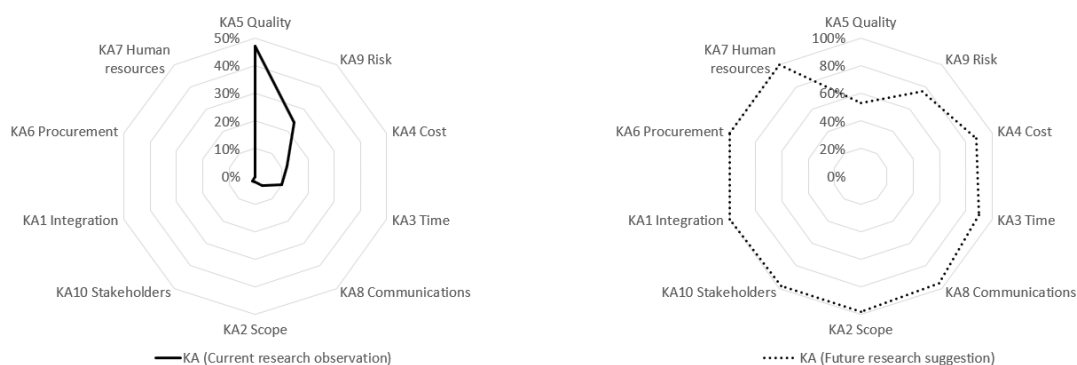 KA5 Quality
50%
40%
30%
20%
10%
0%
KA9 Risk
KA4 Cost
KA3 Time
KA8 Communications
KA2 Scope
KA10 Stakeholders
KA1 Integration
KA6 Procurement
KA7 Human
resources
KA (Current research observation)
KA5 Quality
100%
80%
60%
40%
20%
0%
KA9 Risk
KA4 Cost
KA3 Time
KA8 Communications
KA2 Scope
KA10 Stakeholders
KA1 Integration
KA6 Procurement
KA7 Human
resources
KA (Future research suggestion)